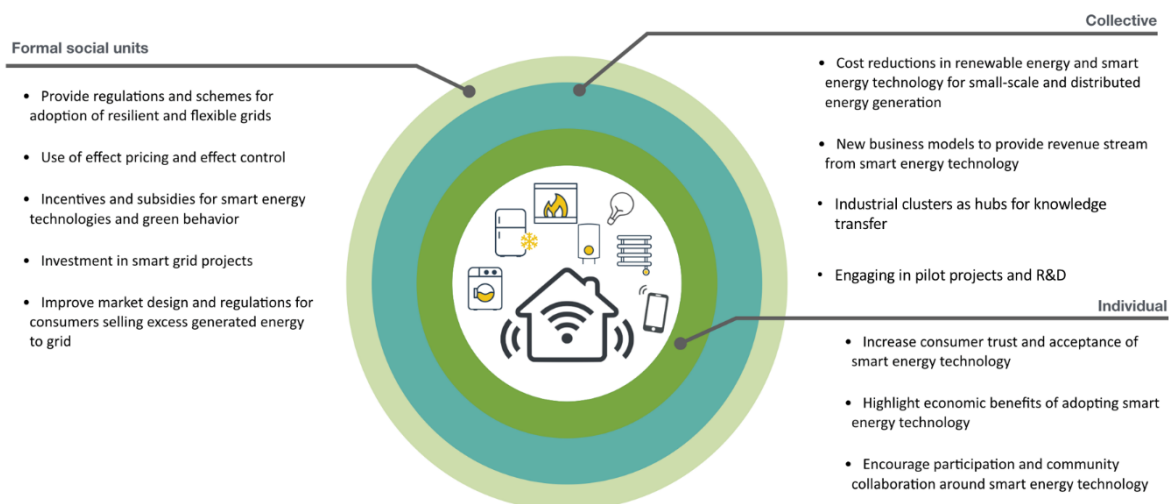 Formal social units
• Provide regulations and schemes for
adoption of resilient and flexible grids
• Use of effect pricing and effect control
• Incentives and subsidies for smart energy
technologies and green behavior
• Investment in smart grid projects
• Improve market design and regulations for
consumers selling excess generated energy
to grid
Collective
• Cost reductions in renewable energy and smart
energy technology for small-scale and distributed
energy generation
• New business models to provide revenue stream
from smart energy technology
• Industrial clusters as hubs for knowledge
transfer
• Engaging in pilot projects and R&D
Individual
• Increase consumer trust and acceptance of
smart energy technology
• Highlight economic benefits of adopting smart
energy technology
• Encourage participation and community
collaboration around smart energy technology